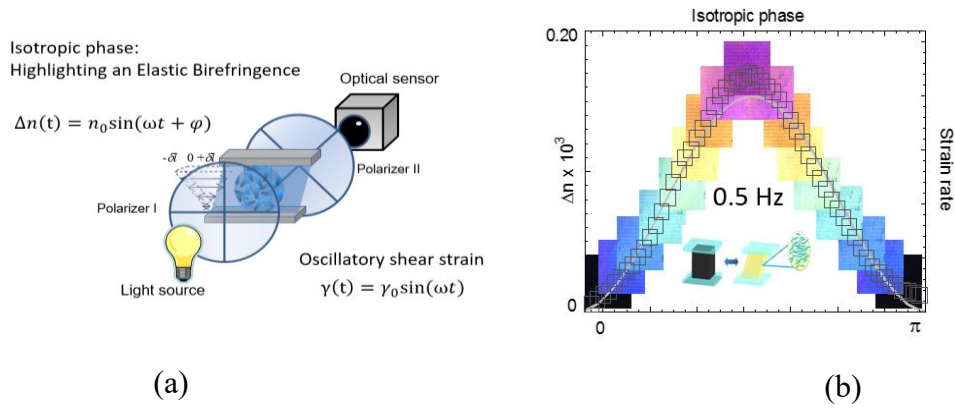 Isotropic phase:
Highlighting an Elastic Birefringence
Δn(t) = n₀sin(ωt + φ)
Optical sensor
-δl 0 +δl
Polarizer II
Polarizer I
Light source
Oscillatory shear strain
γ(t) = γ₀sin(ωt)
(a)
Isotropic phase
0.20
Δn x 10³
0
0.5 Hz
Strain rate
0
π
(b)